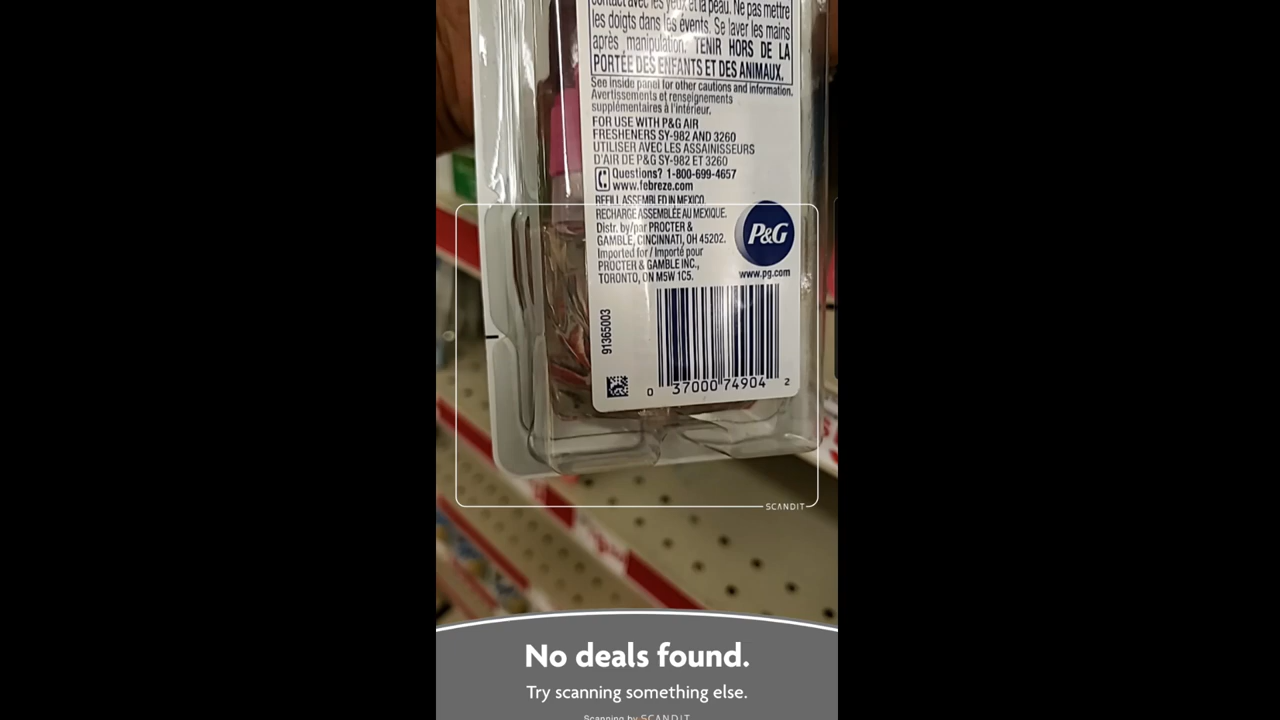 contact avec les yeux et la peau. Ne pas mettre
les doigts dans les évents. Se laver les mains
après manipulation. TENIR HORS DE LA
PORTÉE DES ENFANTS ET DES ANIMAUX.
See inside panel for other cautions and information.
Avertissements et renseignements
supplémentaires à l'intérieur.
FOR USE WITH P&G AIR
FRESHENERS SY-982 AND 3260
UTILISER AVEC LES ASSAINISSEURS
D'AIR DE P&G SY-982 ET 3260
Questions? 1-800-699-4657
www.febreze.com
REFILL ASSEMBLED IN MEXICO.
RECHARGE ASSEMBLÉE AU MEXIQUE.
Distr. by/par PROCTER &
GAMBLE, CINCINNATI, OH 45202.
Imported for / Importé pour
PROCTER & GAMBLE INC.,
TORONTO, ON M5W 1C5.
P&G
www.pg.com
91365003
0 37000 74904 2
SCANDIT
No deals found.
Try scanning something else.
Scanning by SCANDIT